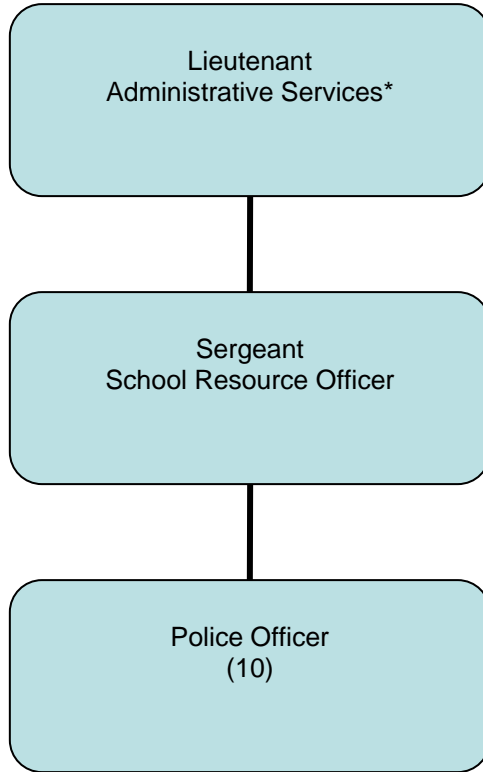 Lieutenant
Administrative Services*
Sergeant
School Resource Officer
Police Officer
(10)